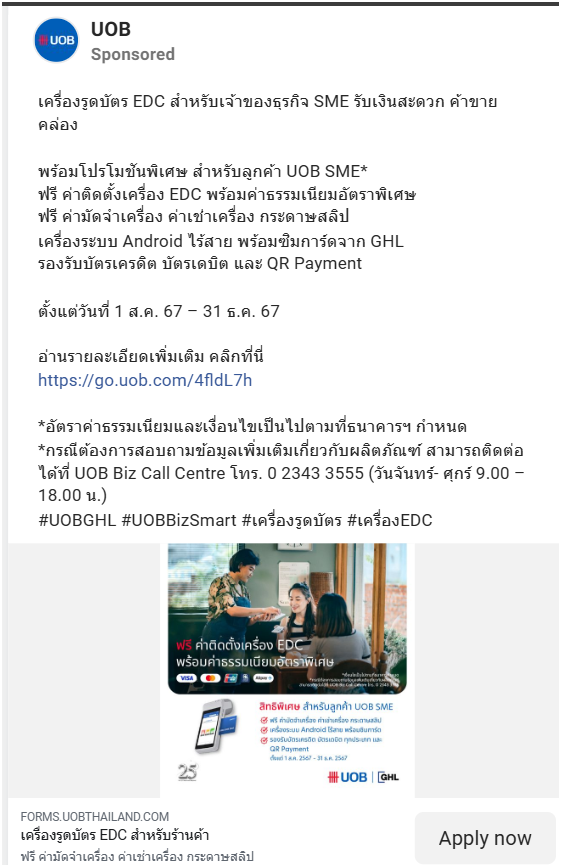 UOB
UOB
Sponsored
เครื่องรูดบัตร EDC สำหรับเจ้าของธุรกิจ SME รับเงินสะดวก ค้าขาย
คล่อง
พร้อมโปรโมชันพิเศษ สำหรับลูกค้า UOB SME*
ฟรี ค่าติดตั้งเครื่อง EDC พร้อมค่าธรรมเนียมอัตราพิเศษ
ฟรี ค่ามัดจำเครื่อง ค่าเช่าเครื่อง กระดาษสลิป
เครื่องระบบ Android ไร้สาย พร้อมซิมการ์ดจาก GHL
รองรับบัตรเครดิต บัตรเดบิต และ QR Payment
ตั้งแต่วันที่ 1 ส.ค. 67 – 31 ธ.ค. 67
อ่านรายละเอียดเพิ่มเติม คลิกที่นี่
https://go.uob.com/4fldL7h
*อัตราค่าธรรมเนียมและเงื่อนไขเป็นไปตามที่ธนาคารฯ กำหนด
*กรณีต้องการสอบถามข้อมูลเพิ่มเติมเกี่ยวกับผลิตภัณฑ์ สามารถติดต่อ
ได้ที่ UOB Biz Call Centre โทร. 0 2343 3555 (วันจันทร์- ศุกร์ 9.00 –
18.00 น.)
#UOBGHL #UOBBizSmart #เครื่องรูดบัตร #เครื่องEDC
ฟรี ค่าติดตั้งเครื่อง EDC
พร้อมค่าธรรมเนียมอัตราพิเศษ
VISA
สิทธิพิเศษ สำหรับลูกค้า UOB SME
ฟรี ค่ามัดจำเครื่อง ค่าเช่าเครื่อง กระดาษสลิป
เครื่องระบบ Android ไร้สาย พร้อมซิมการ์ด
รองรับบัตรเครดิต บัตรเดบิต ทุกประเภท และ
QR Payment
ตั้งแต่ 1 ส.ค. 2567 - 31 ธ.ค. 2567
25
UOB GHL
FORMS.UOBTHAILAND.COM
เครื่องรูดบัตร EDC สำหรับร้านค้า
ฟรี ค่ามัดจำเครื่อง ค่าเช่าเครื่อง กระดาษสลิป
Apply now